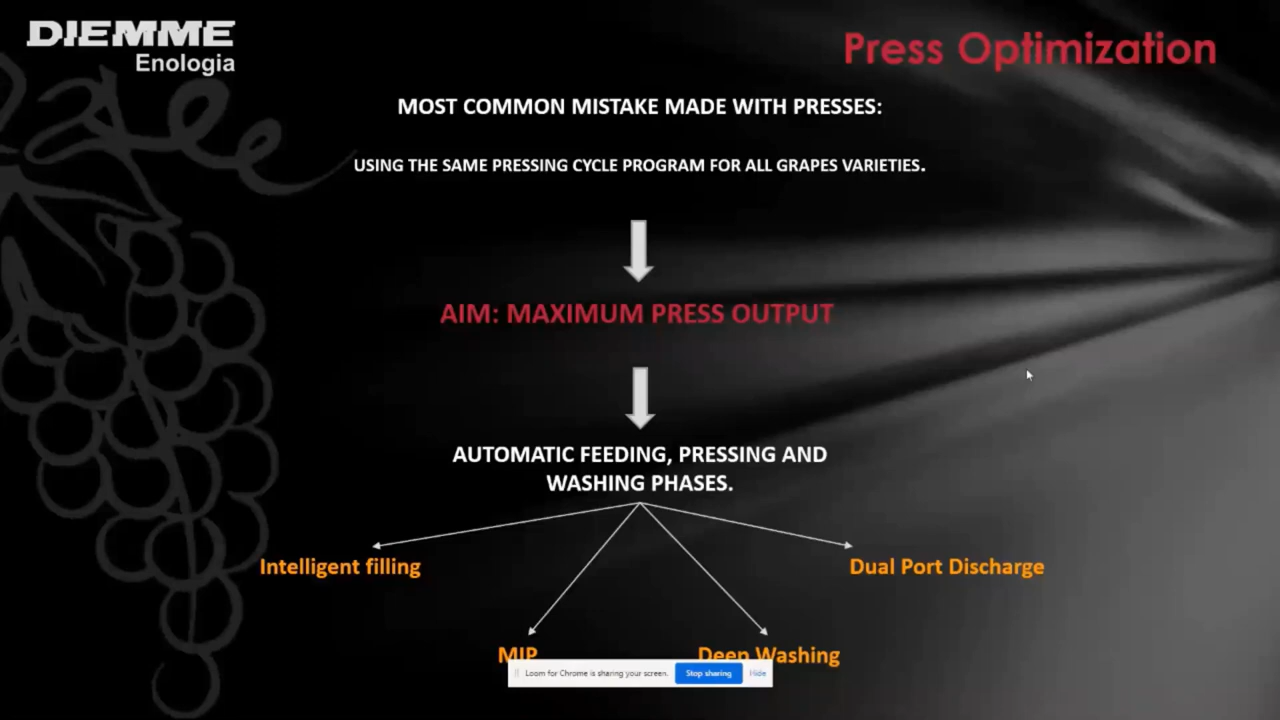 DIEMME
Enologia
Press Optimization
MOST COMMON MISTAKE MADE WITH PRESSES:
USING THE SAME PRESSING CYCLE PROGRAM FOR ALL GRAPES VARIETIES.
AIM: MAXIMUM PRESS OUTPUT
AUTOMATIC FEEDING, PRESSING AND
WASHING PHASES.
Intelligent filling
Dual Port Discharge
MIP
Deep Washing
Loom for Chrome is sharing your screen.
Stop sharing
Hide